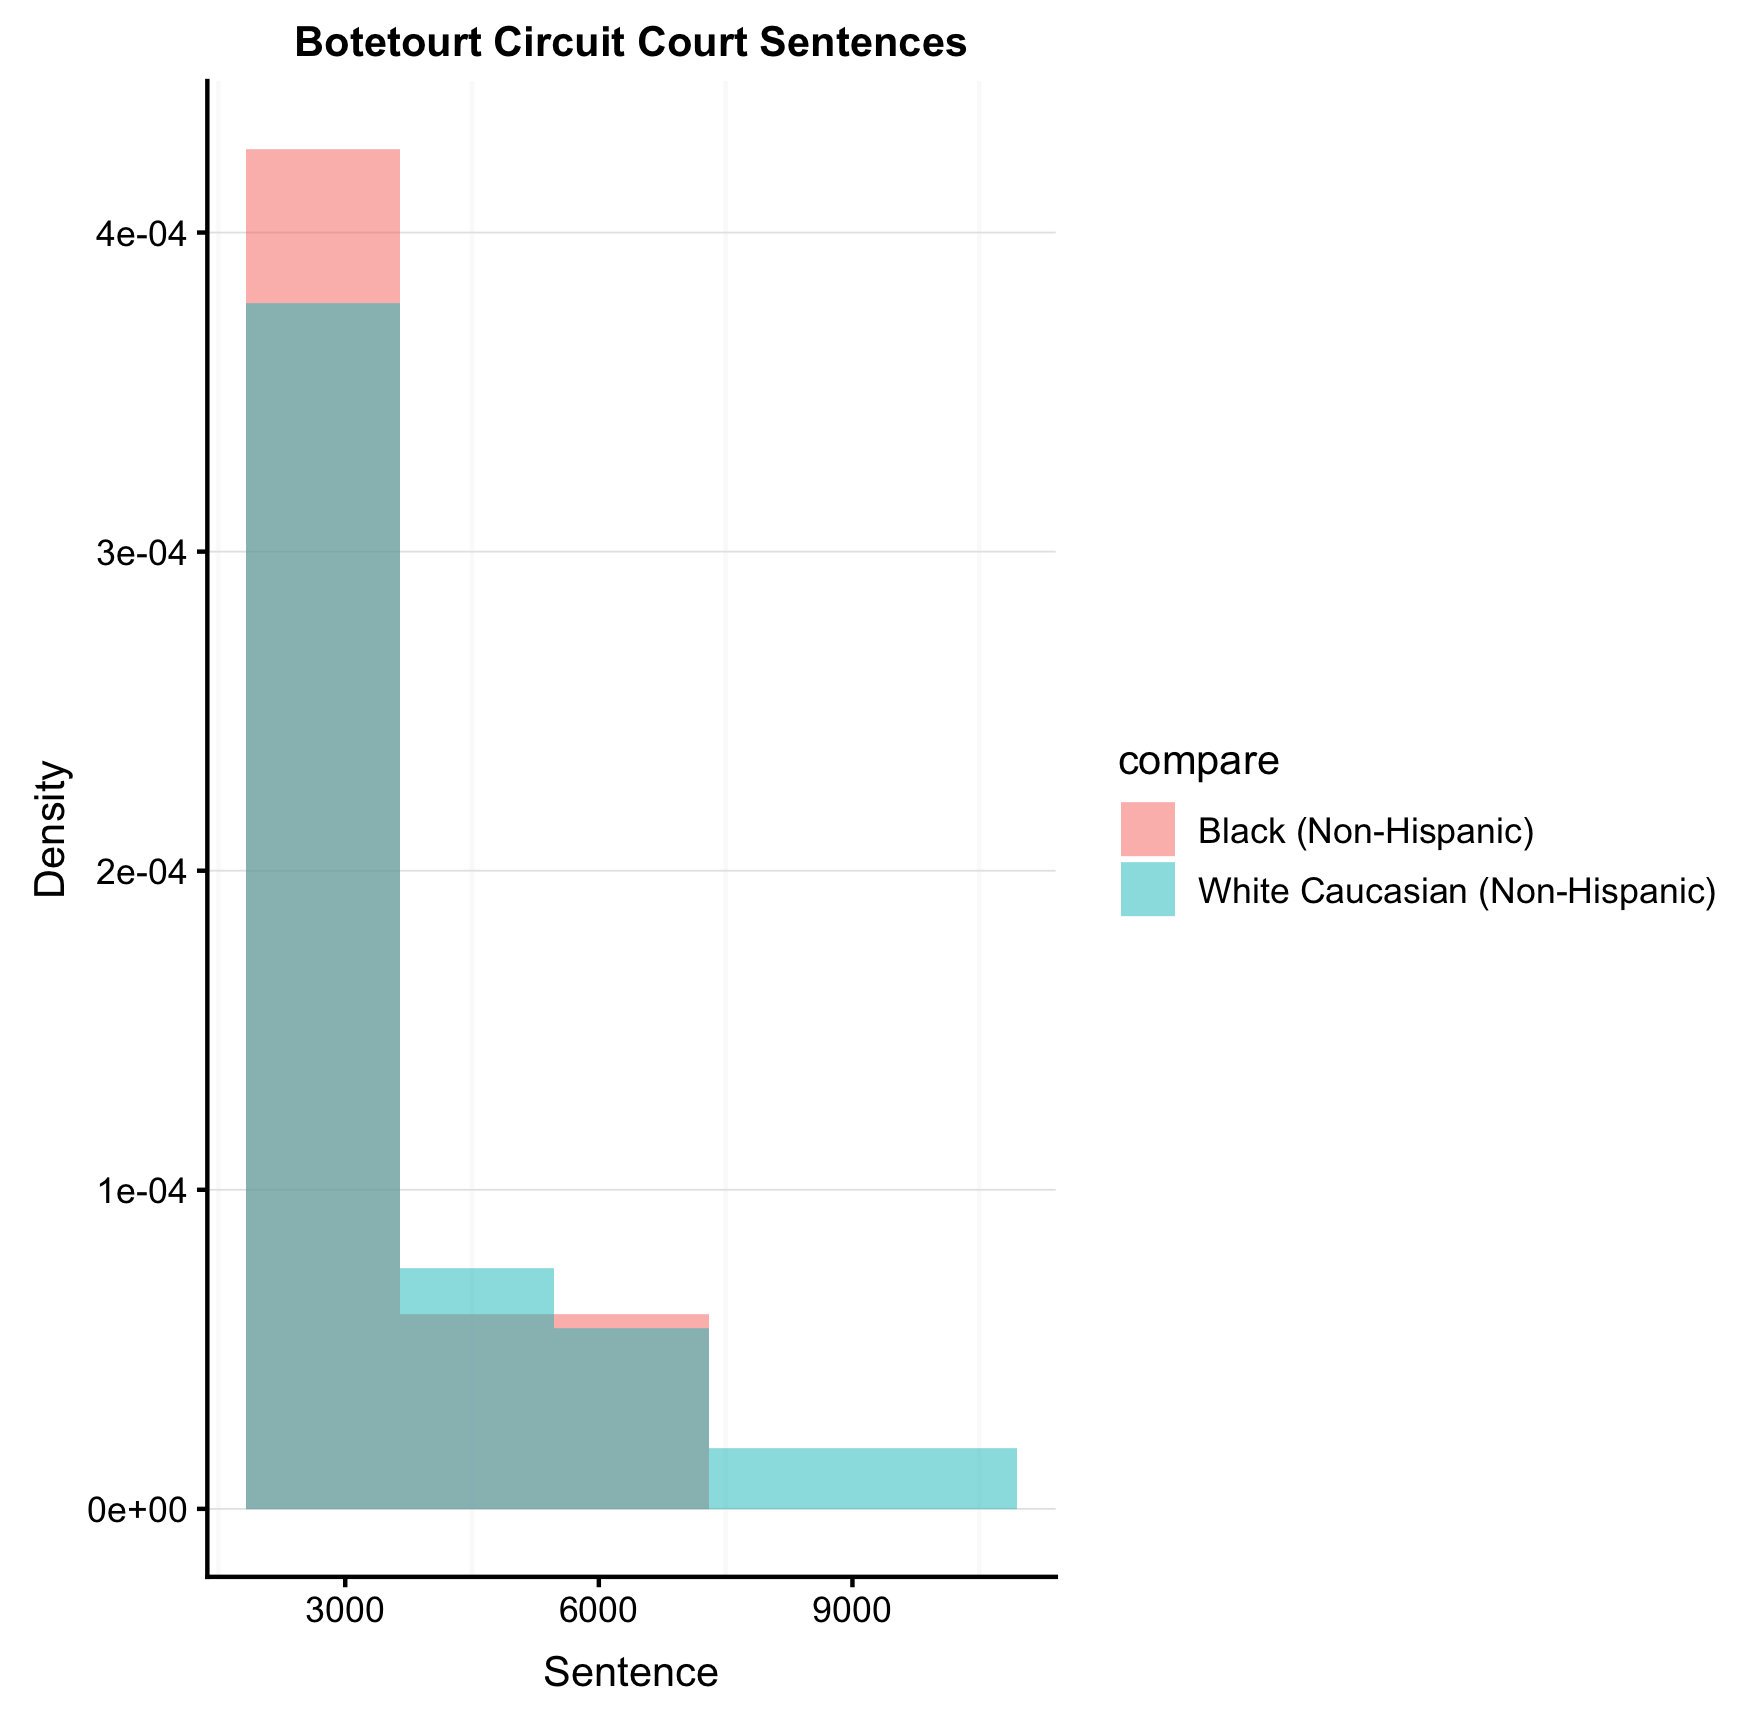 Botetourt Circuit Court Sentences
4e-04
3e-04
2e-04
1e-04
0e+00
Density
3000 6000 9000
Sentence
compare
Black (Non-Hispanic)
White Caucasian (Non-Hispanic)